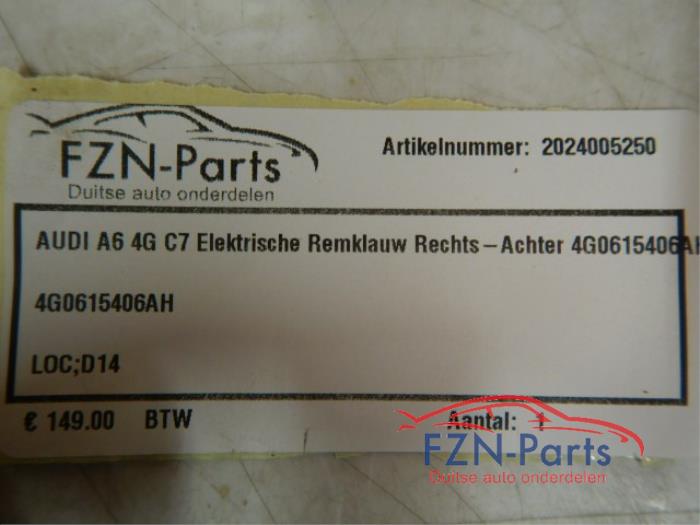 FZN-Parts
Duitse auto onderdelen
Artikelnummer: 2024005250
AUDI A6 4G C7 Elektrische Remklauw Rechts-Achter 4G0615406AH
4G0615406AH
LOC;D14
€ 149.00 BTW
Aantal: 1
FZN-Parts
Duitse auto onderdelen